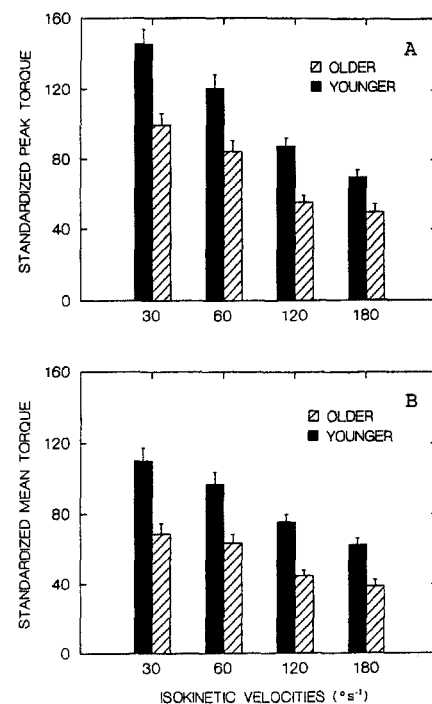 160
A
OLDER
YOUNGER
120
80
40
0
STANDARDIZED PEAK TORQUE
30 60 120 180
160
B
OLDER
YOUNGER
120
80
40
0
STANDARDIZED MEAN TORQUE
30 60 120 180
ISOKINETIC VELOCITIES (°s⁻¹)